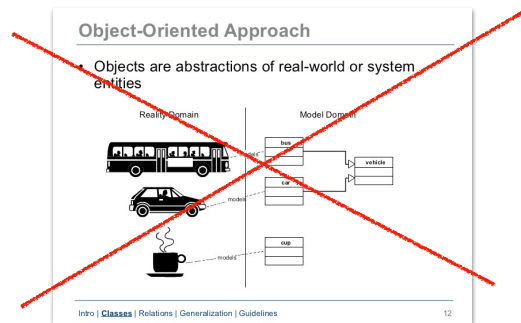 Object-Oriented Approach
• Objects are abstractions of real-world or system
entities
Reality Domain
Model Domain
bus
models
vehicle
car
models
cup
models
Intro | Classes | Relations | Generalization | Guidelines
12